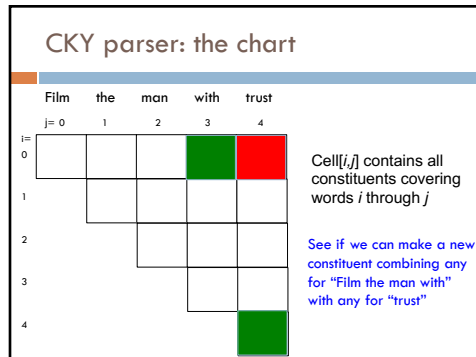 CKY parser: the chart
Film the man with trust
j= 0 1 2 3 4
i=
0
1
2
3
4
Cell[i,j] contains all
constituents covering
words i through j
See if we can make a new
constituent combining any
for “Film the man with”
with any for “trust”